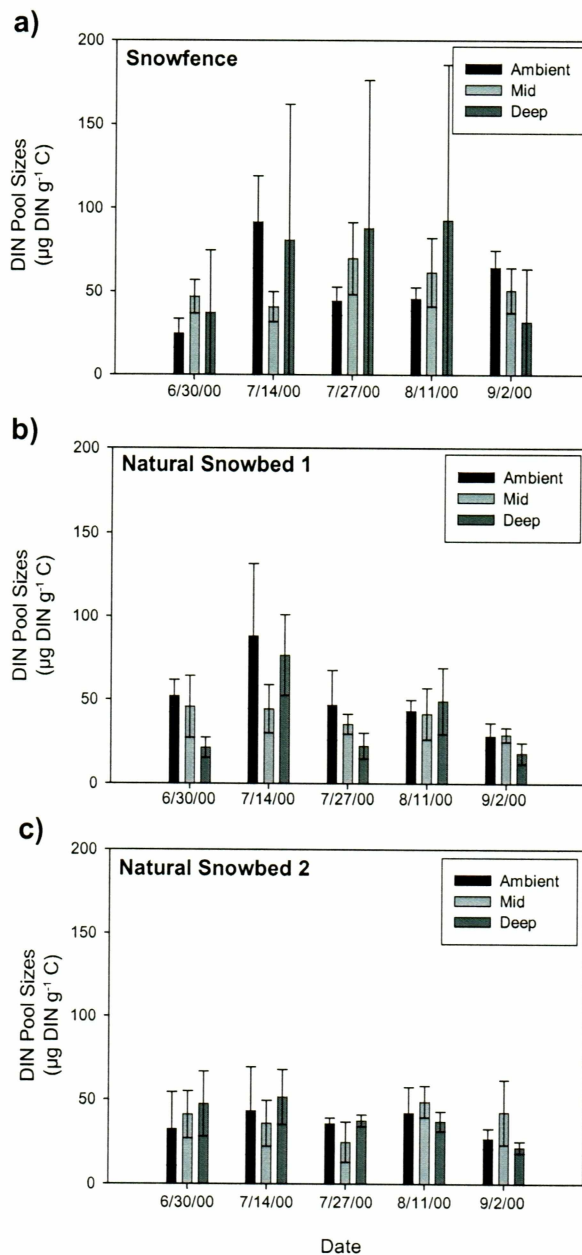 a)
Snowfence
Ambient
Mid
Deep
DIN Pool Sizes
(µg DIN g⁻¹ C)
200
150
100
50
0
6/30/00 7/14/00 7/27/00 8/11/00 9/2/00
b)
Natural Snowbed 1
Ambient
Mid
Deep
DIN Pool Sizes
(µg DIN g⁻¹ C)
200
150
100
50
0
6/30/00 7/14/00 7/27/00 8/11/00 9/2/00
c)
Natural Snowbed 2
Ambient
Mid
Deep
DIN Pool Sizes
(µg DIN g⁻¹ C)
200
150
100
50
0
6/30/00 7/14/00 7/27/00 8/11/00 9/2/00
Date